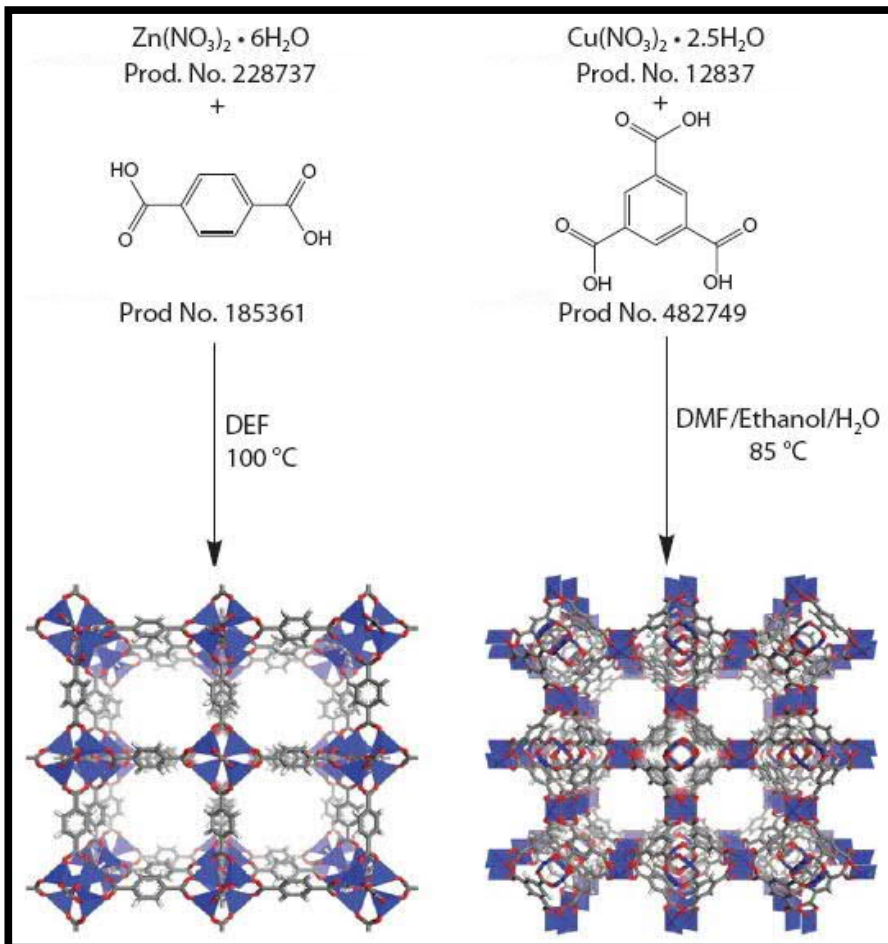 Zn(NO₃)₂ • 6H₂O
Prod. No. 228737
+
HO
O
O
OH
Prod No. 185361
DEF
100 °C
Cu(NO₃)₂ • 2.5H₂O
Prod. No. 12837
+
O
OH
O
OH
O
OH
Prod No. 482749
DMF/Ethanol/H₂O
85 °C